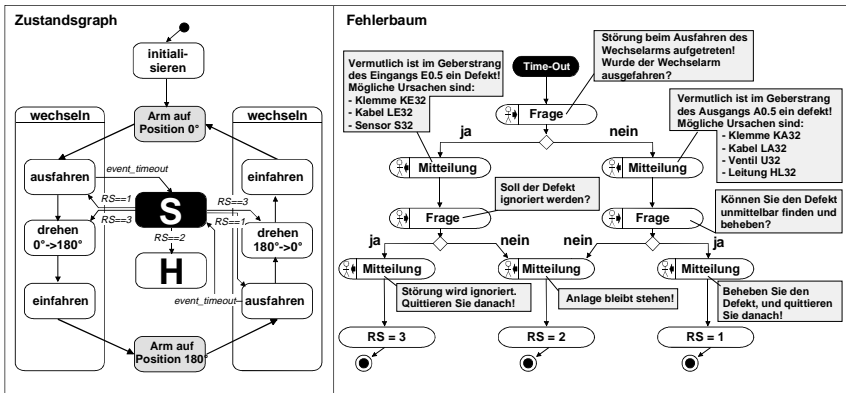 Zustandsgraph
initiali-
sieren
wechseln
wechseln
Arm auf
Position 0°
ausfahren
event_timeout
einfahren
RS==1
S
RS==3
RS==3
RS==1
drehen
0°->180°
RS==2
drehen
180°->0°
H
einfahren
event_timeout
ausfahren
Arm auf
Position 180°
Fehlerbaum
Time-Out
Störung beim Ausfahren des
Wechselarms aufgetreten!
Wurde der Wechselarm
ausgefahren?
Vermutlich ist im Geberstrang
des Eingangs E0.5 ein Defekt!
Mögliche Ursachen sind:
- Klemme KE32
- Kabel LE32
- Sensor S32
Frage
Vermutlich ist im Geberstrang
des Ausgangs A0.5 ein defekt!
Mögliche Ursachen sind:
- Klemme KA32
- Kabel LA32
- Ventil U32
- Leitung HL32
ja
nein
Mitteilung
Mitteilung
Soll der Defekt
ignoriert werden?
Frage
Frage
Können Sie den Defekt
unmittelbar finden und
beheben?
ja
nein
nein
ja
Mitteilung
Mitteilung
Mitteilung
Störung wird ignoriert.
Quittieren Sie danach!
Anlage bleibt stehen!
Beheben Sie den
Defekt, und quittieren
Sie danach!
RS = 3
RS = 2
RS = 1